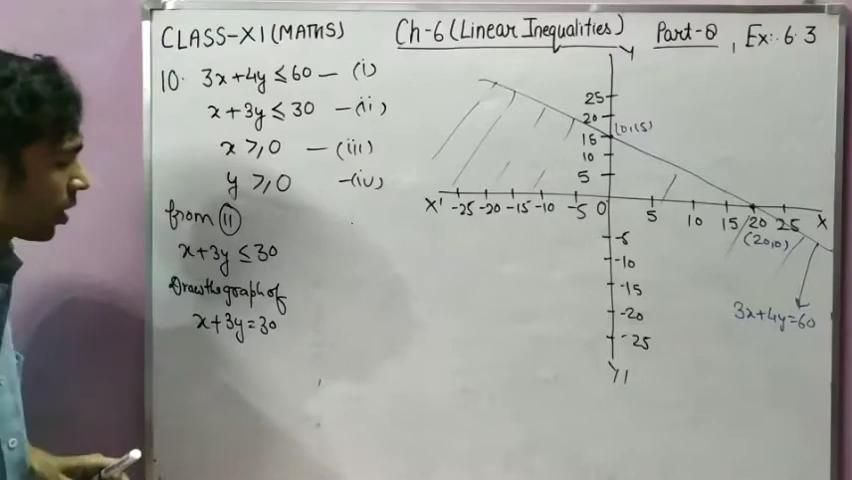 CLASS-XI (MATHS) Ch-6 (Linear Inequalities) Part-8, Ex:- 6.3
10. 3x+4y ≤ 60 — (i)
x+3y ≤ 30 — (ii)
x ≥ 0 — (iii)
y ≥ 0 — (iv)
from (ii)
x+3y ≤ 30
Draw the graph of
x+3y = 30
Y
25
20
15 (0,15)
10
5
X' -25 -20 -15 -10 -5 0 5 10 15 20 25 X
(20,0)
-5
-10
-15
-20
-25
Y'
3x+4y=60